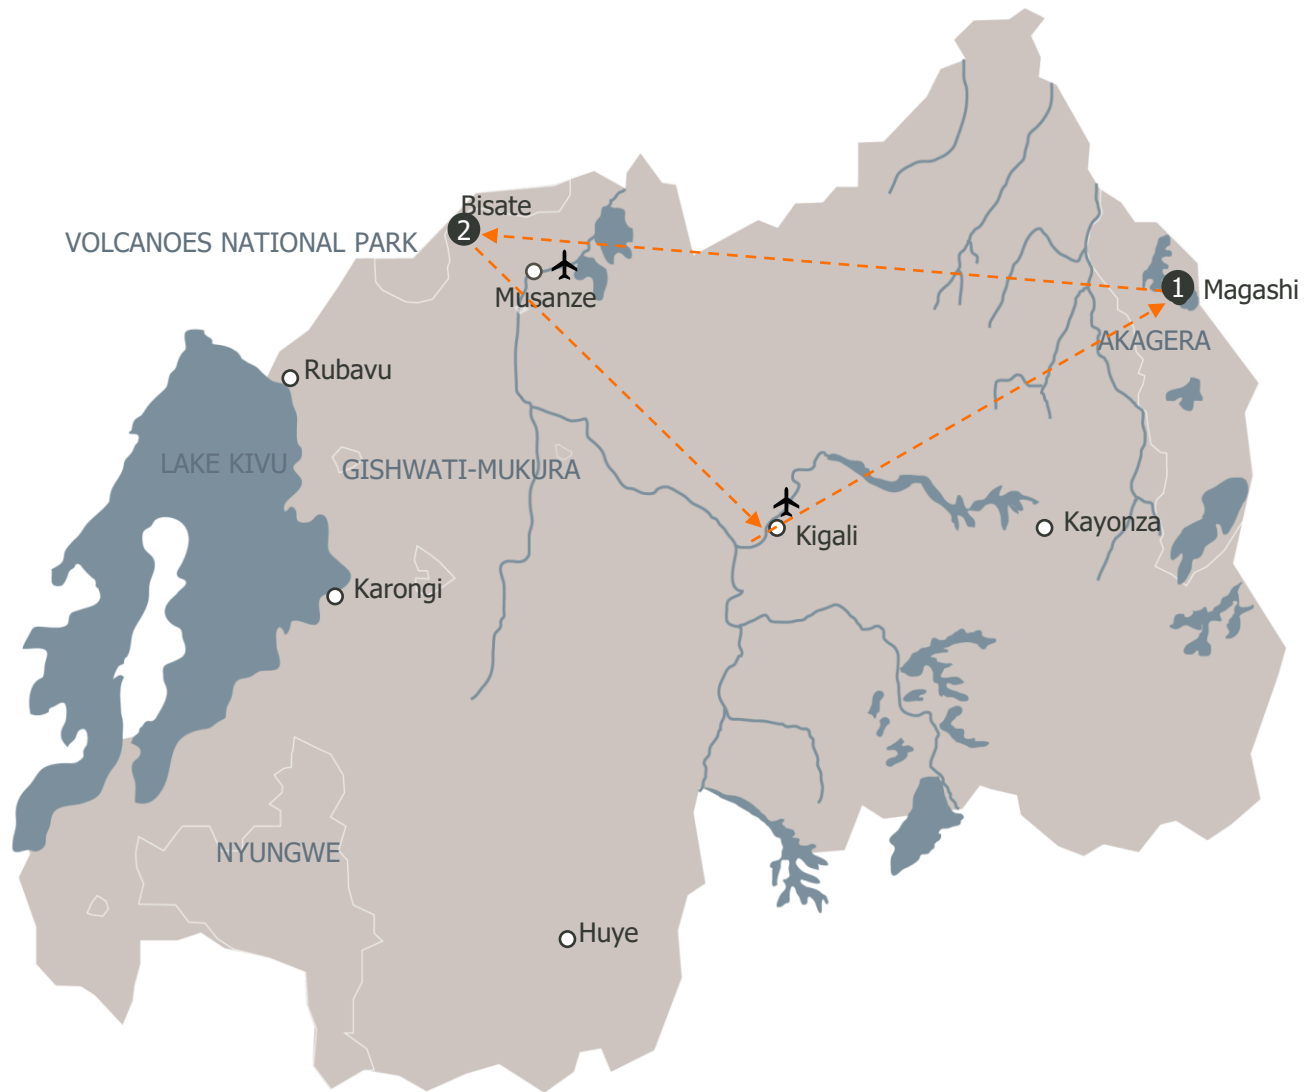 Bisate
2
VOLCANOES NATIONAL PARK
Musanze
1
Magashi
AKAGERA
Rubavu
LAKE KIVU
GISHWATI-MUKURA
Kigali
Kayonza
Karongi
NYUNGWE
Huye